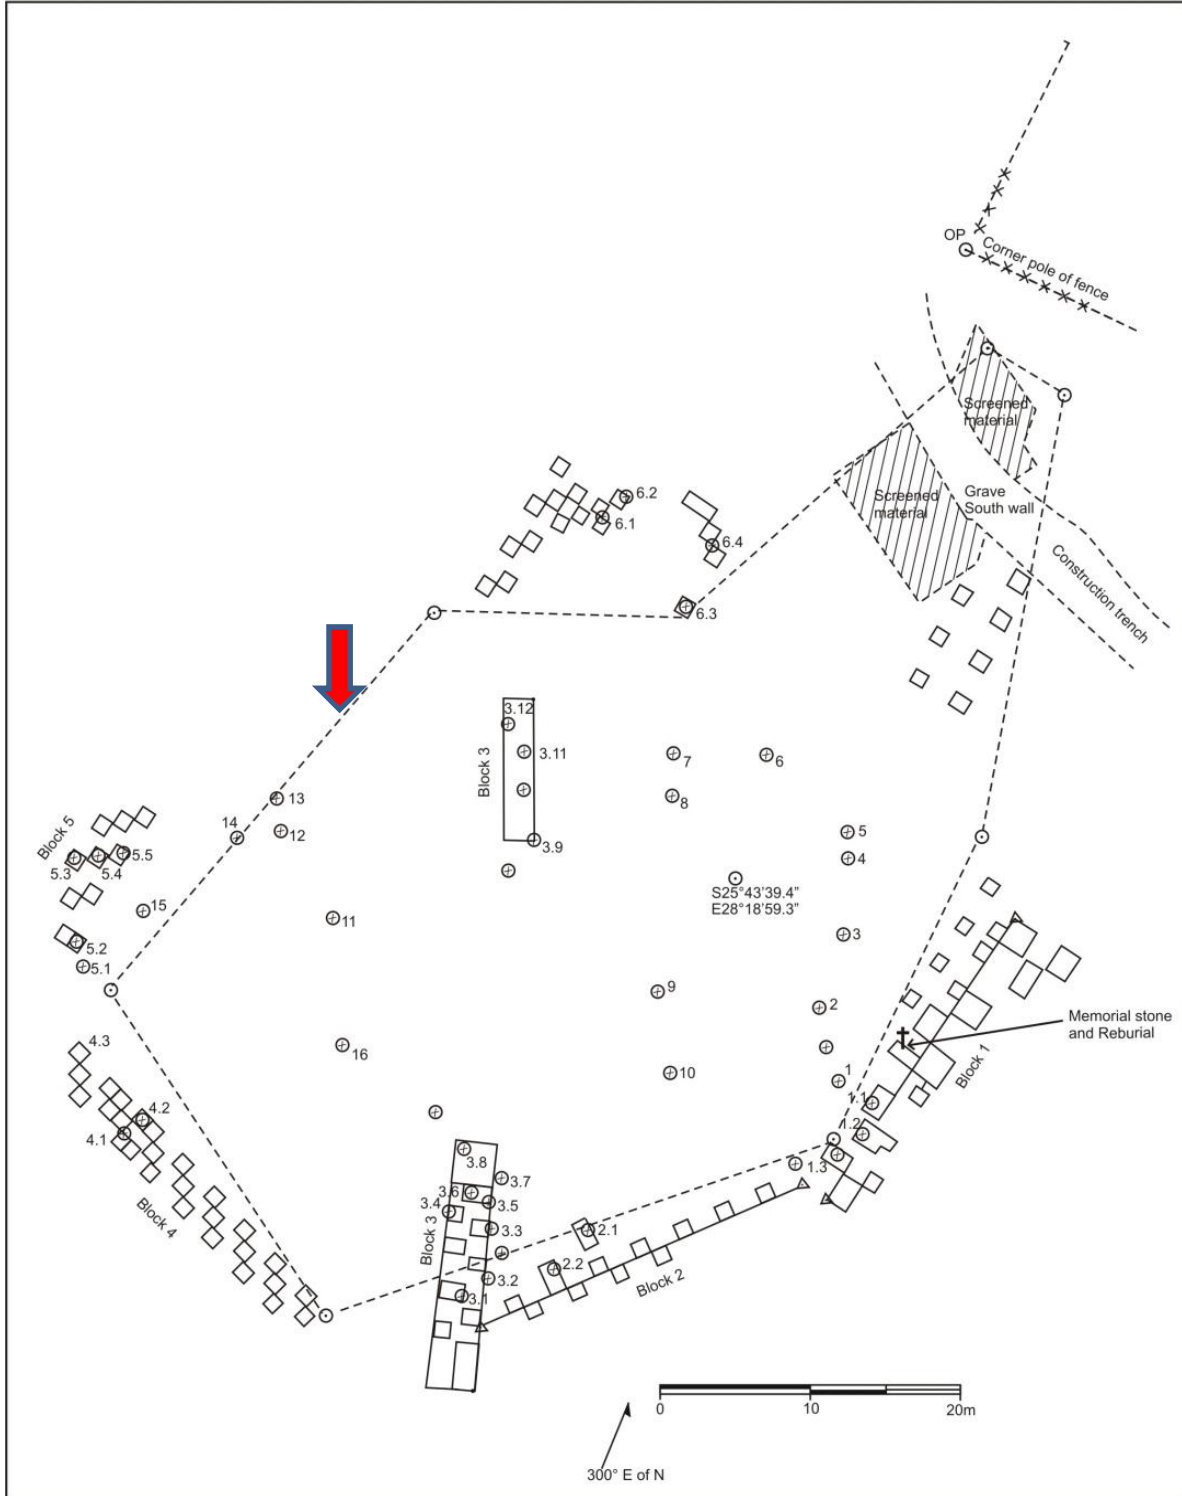 OP
Corner pole of fence
Screened
material
Screened
material
Grave
South wall
Construction trench
6.2
6.1
6.4
6.3
3.12
3.11
Block 3
3.9
7
6
8
5
4
13
14
12
Block 5
5.3
5.4
5.5
15
11
5.2
5.1
S25°43'39.4"
E28°18'59.3"
3
9
2
Memorial stone
and Reburial
16
10
1
1.1
Block 1
4.3
4.2
4.1
1.2
1.3
3.8
3.7
3.6
3.5
3.4
3.3
Block 3
2.1
2.2
3.2
3.1
Block 4
Block 2
0
10
20m
300° E of N